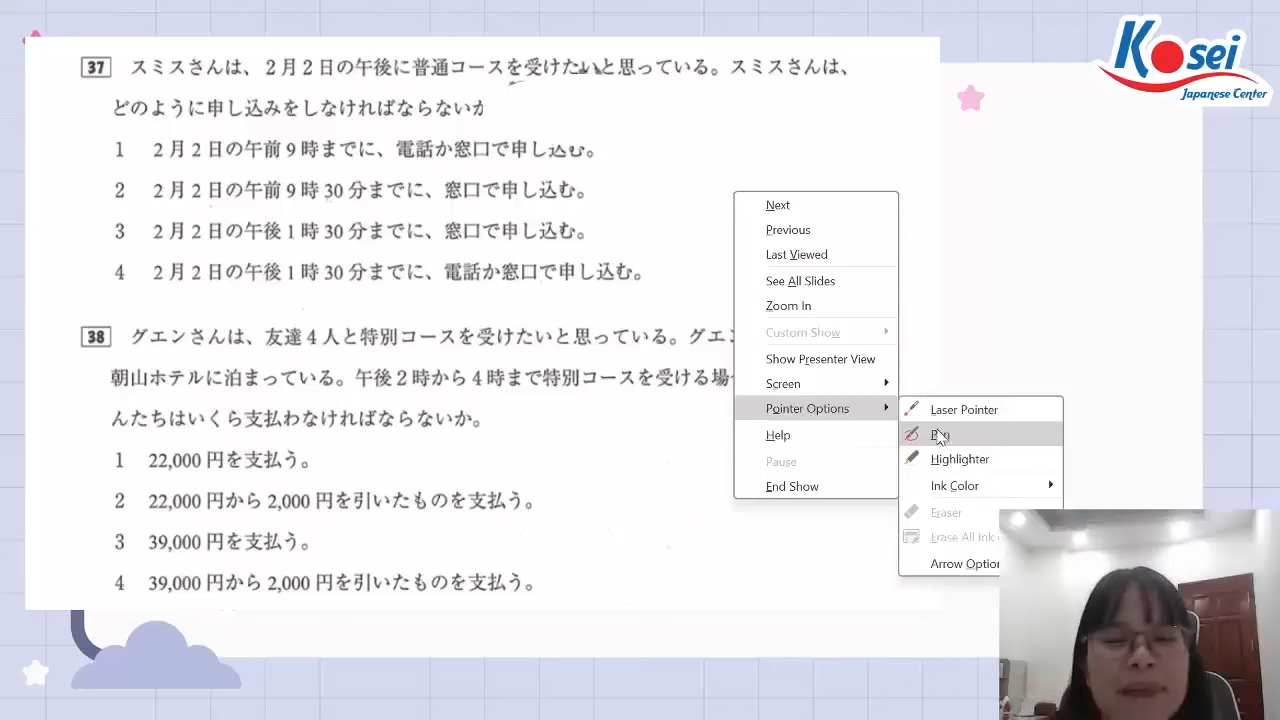 Kosei
Japanese Center
37 スミスさんは、2月2日の午後に普通コースを受けたいと思っている。スミスさんは、
どのように申し込みをしなければならないか
1 2月2日の午前9時までに、電話か窓口で申し込む。
2 2月2日の午前9時30分までに、窓口で申し込む。
3 2月2日の午後1時30分までに、窓口で申し込む。
4 2月2日の午後1時30分までに、電話か窓口で申し込む。
38 グエンさんは、友達4人と特別コースを受けたいと思っている。グエン
朝山ホテルに泊まっている。午後2時から4時まで特別コースを受ける場
んたちはいくら支払わなければならないか。
1 22,000円を支払う。
2 22,000円から2,000円を引いたものを支払う。
3 39,000円を支払う。
4 39,000円から2,000円を引いたものを支払う。
Next
Previous
Last Viewed
See All Slides
Zoom In
Custom Show
Show Presenter View
Screen
Pointer Options
Help
Pause
End Show
Laser Pointer
Pen
Highlighter
Ink Color
Eraser
Erase All Ink
Arrow Option